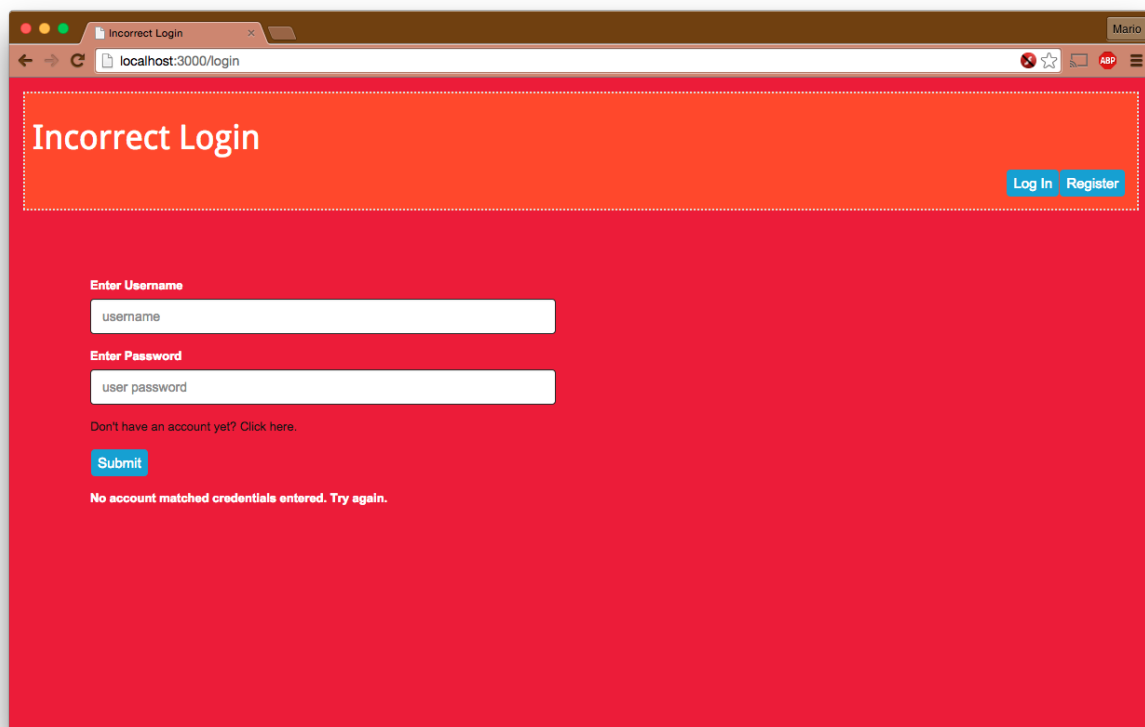 Incorrect Login
Mario
localhost:3000/login
ABP
Incorrect Login
Log In Register
Enter Username
username
Enter Password
user password
Don't have an account yet? Click here.
Submit
No account matched credentials entered. Try again.